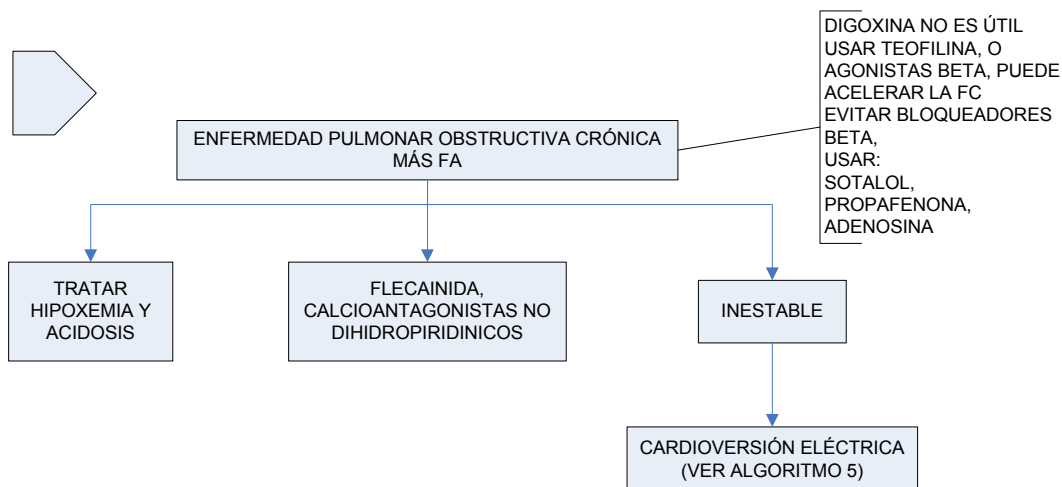 DIGOXINA NO ES ÚTIL
USAR TEOFILINA, O
AGONISTAS BETA, PUEDE
ACELERAR LA FC
EVITAR BLOQUEADORES
BETA,
USAR:
SOTALOL,
PROPAFENONA,
ADENOSINA
ENFERMEDAD PULMONAR OBSTRUCTIVA CRÓNICA
MÁS FA
TRATAR
HIPOXEMIA Y
ACIDOSIS
FLECAINIDA,
CALCIOANTAGONISTAS NO
DIHIDROPIRIDINICOS
INESTABLE
CARDIOVERSIÓN ELÉCTRICA
(VER ALGORITMO 5)